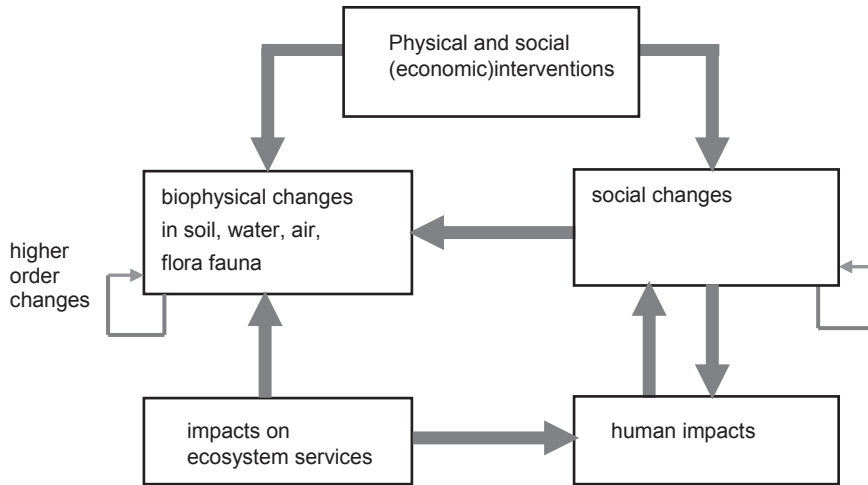 Physical and social
(economic)interventions
biophysical changes
in soil, water, air,
flora fauna
social changes
higher
order
changes
impacts on
ecosystem services
human impacts